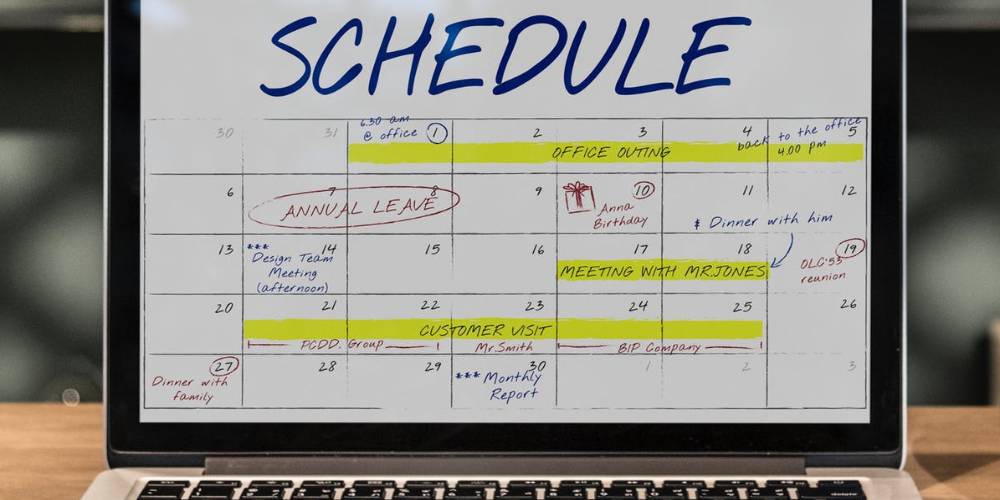 SCHEDULE
30 31 1 2 3 4 5
6.30 am
@ office
OFFICE OUTING
back to the office
4.00 pm
6 7 8 9 10 11 12
ANNUAL LEAVE
Anna
Birthday
* Dinner with him
13 14 15 16 17 18 19
***
Design Team
Meeting
(afternoon)
MEETING WITH MR.JONES
OLC'53
reunion
20 21 22 23 24 25 26
CUSTOMER VISIT
PCDD. Group
Mr.Smith
BIP Company
27 28 29 30 1 2 3
Dinner with
family
*** Monthly
Report